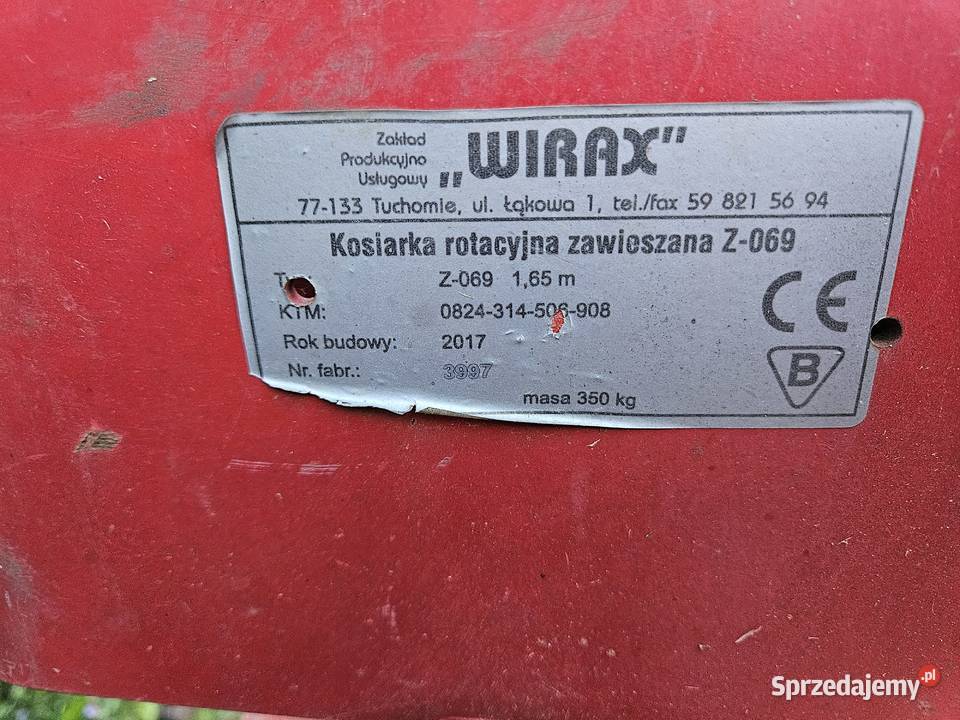 Zakład
Produkcyjno
Usługowy
„WIRAX"
77-133 Tuchomie, ul. Łąkowa 1, tel./fax 59 821 56 94
Kosiarka rotacyjna zawieszana Z-069
Z-069 1,65 m
KTM: 0824-314-506-908
Rok budowy: 2017
Nr. fabr.: 3997
masa 350 kg
CE
B
Sprzedajemy.pl